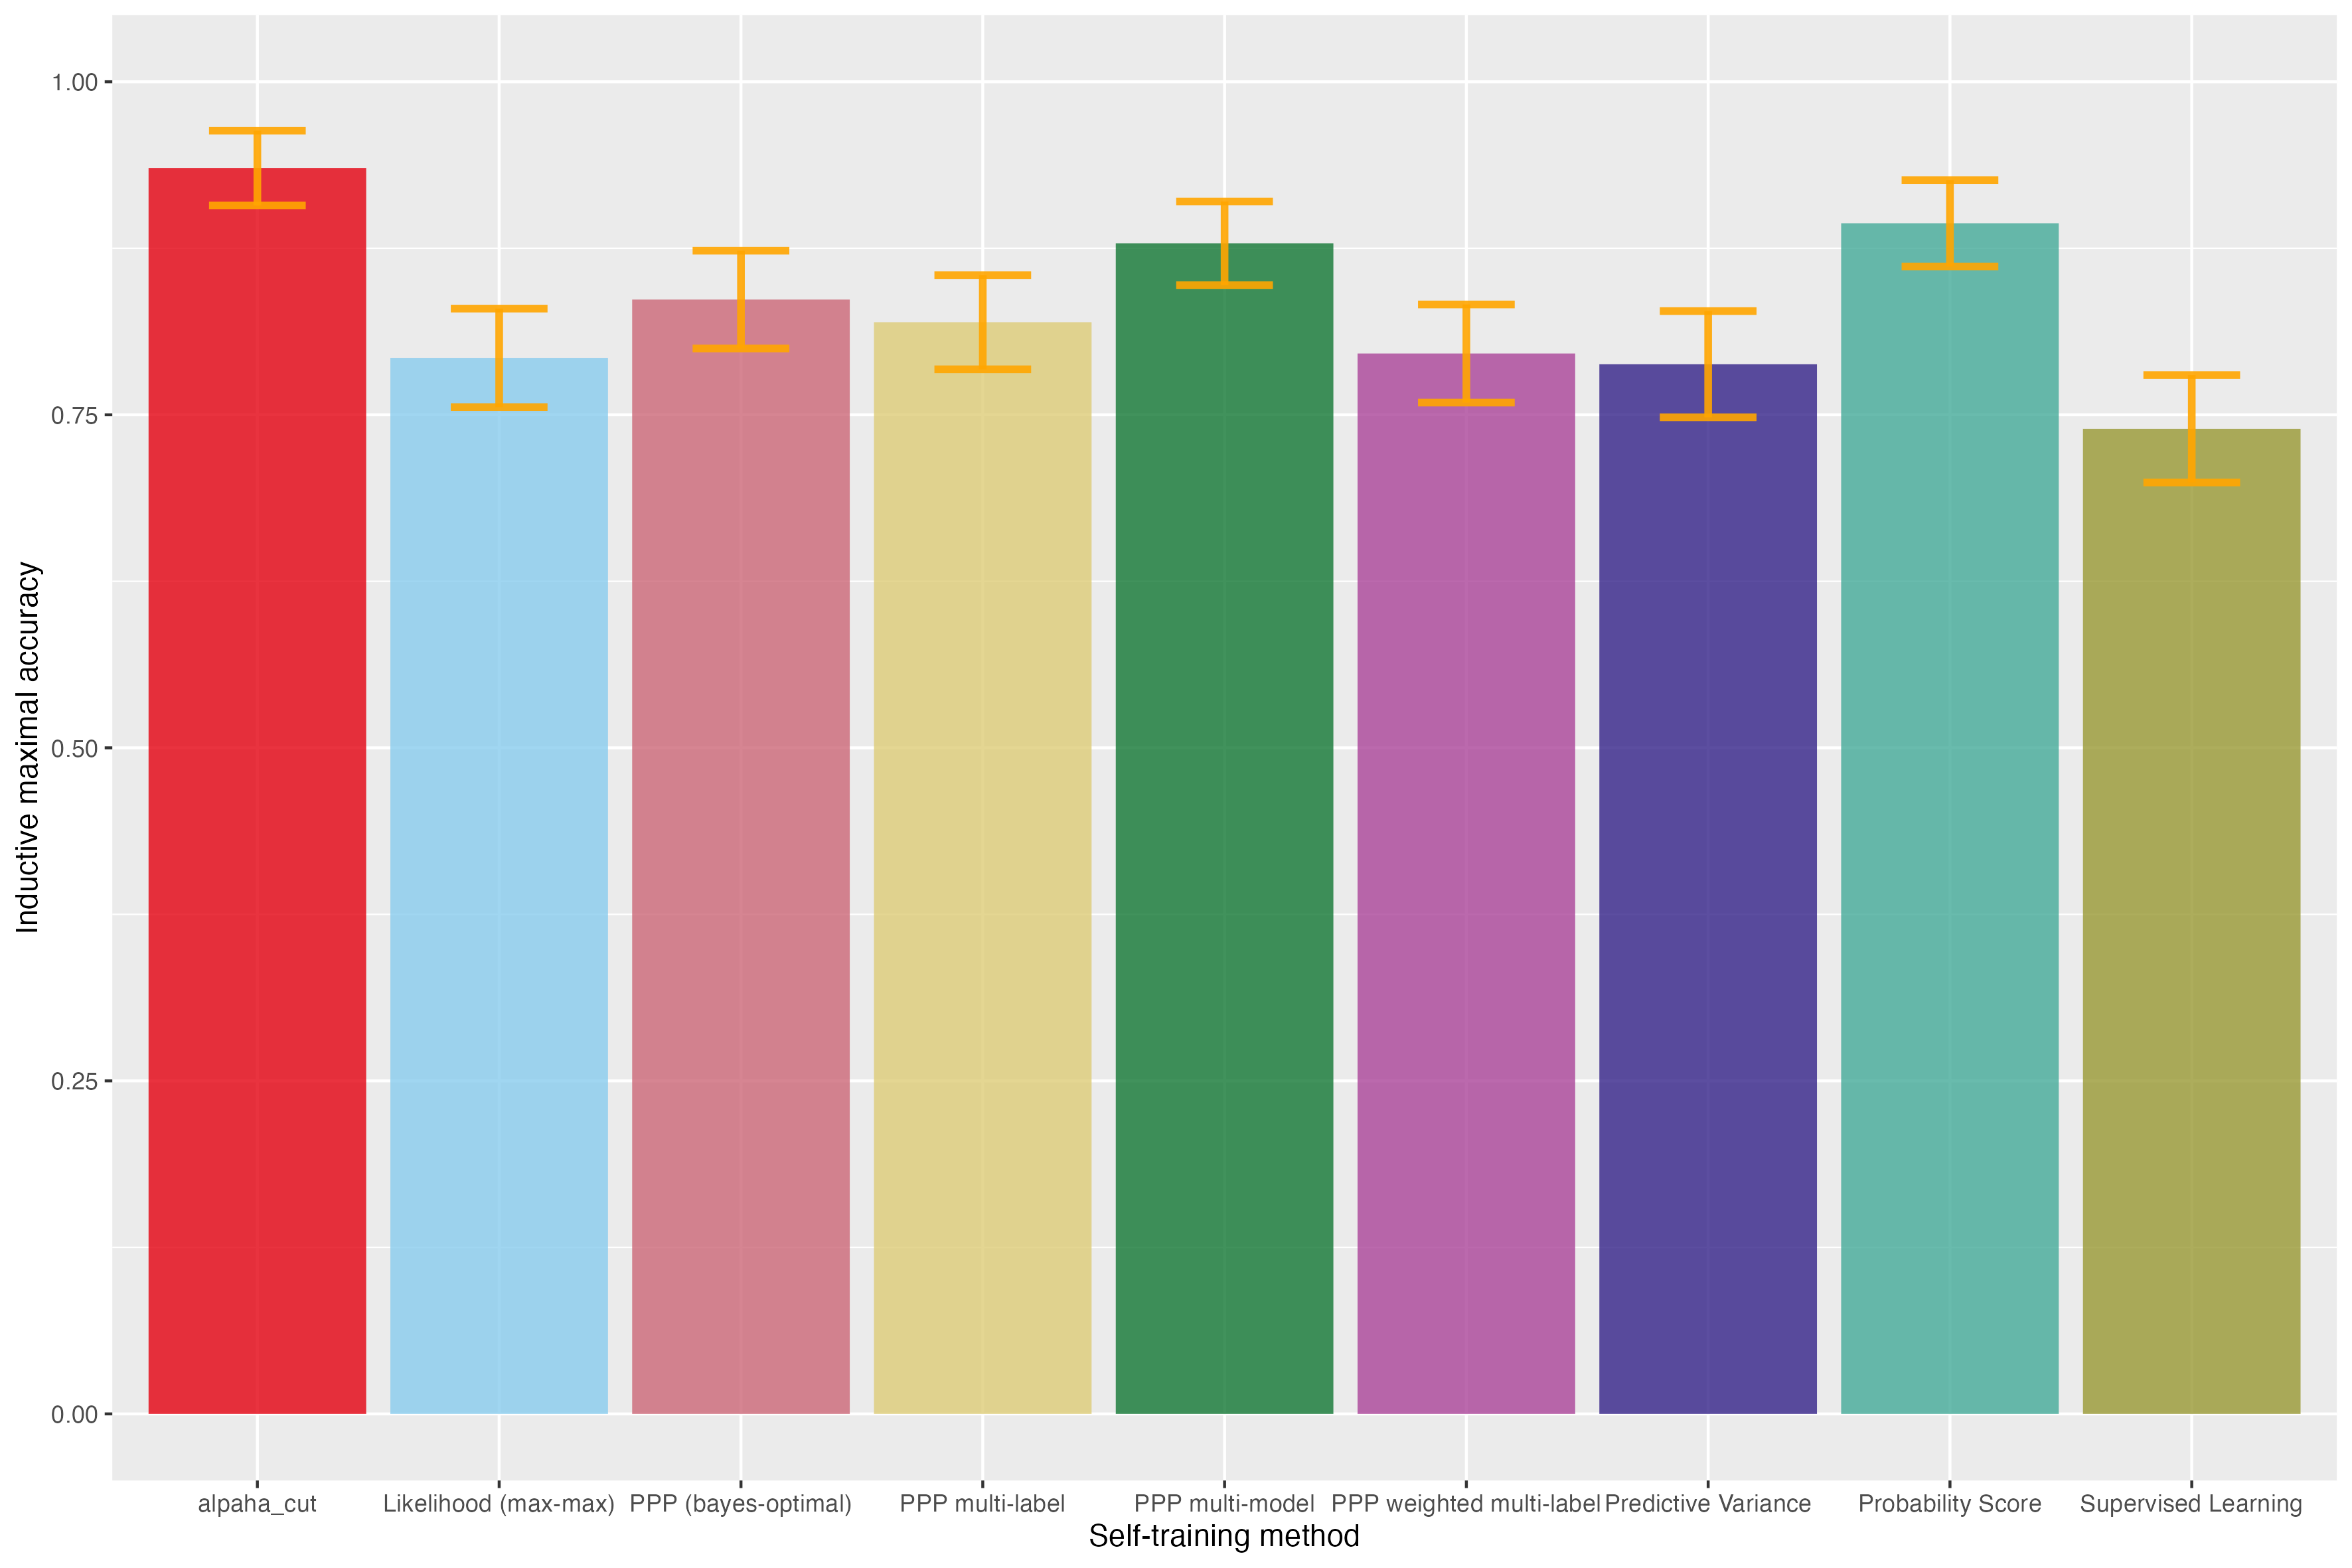 Inductive maximal accuracy
1.00
0.75
0.50
0.25
0.00
alpaha_cut
Likelihood (max-max)
PPP (bayes-optimal)
PPP multi-label
PPP multi-model
PPP weighted multi-label
Predictive Variance
Probability Score
Supervised Learning
Self-training method